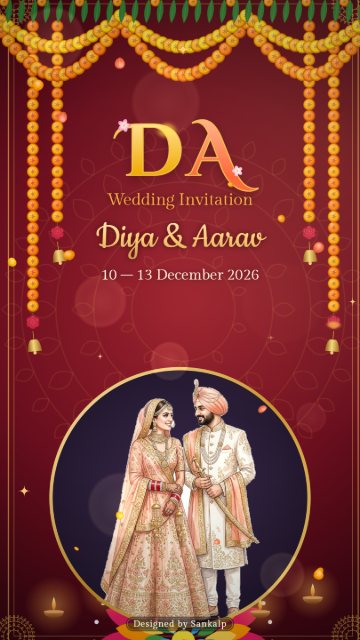 DA
Wedding Invitation
Diya & Aarav
10 — 13 December 2026
Designed by Sankalp